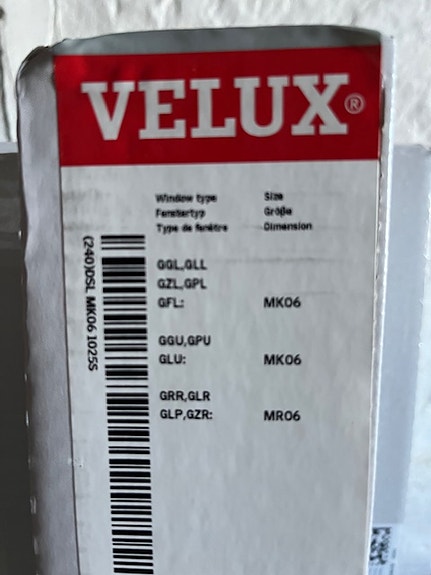 VELUX®
Window type Size
Fenstertyp Größe
Type de fenêtre Dimension
(240)DSL MK06 1025S
GGL,GLL
GZL,GPL
GFL: MK06
GGU,GPU
GLU: MK06
GRR,GLR
GLP,GZR: MR06